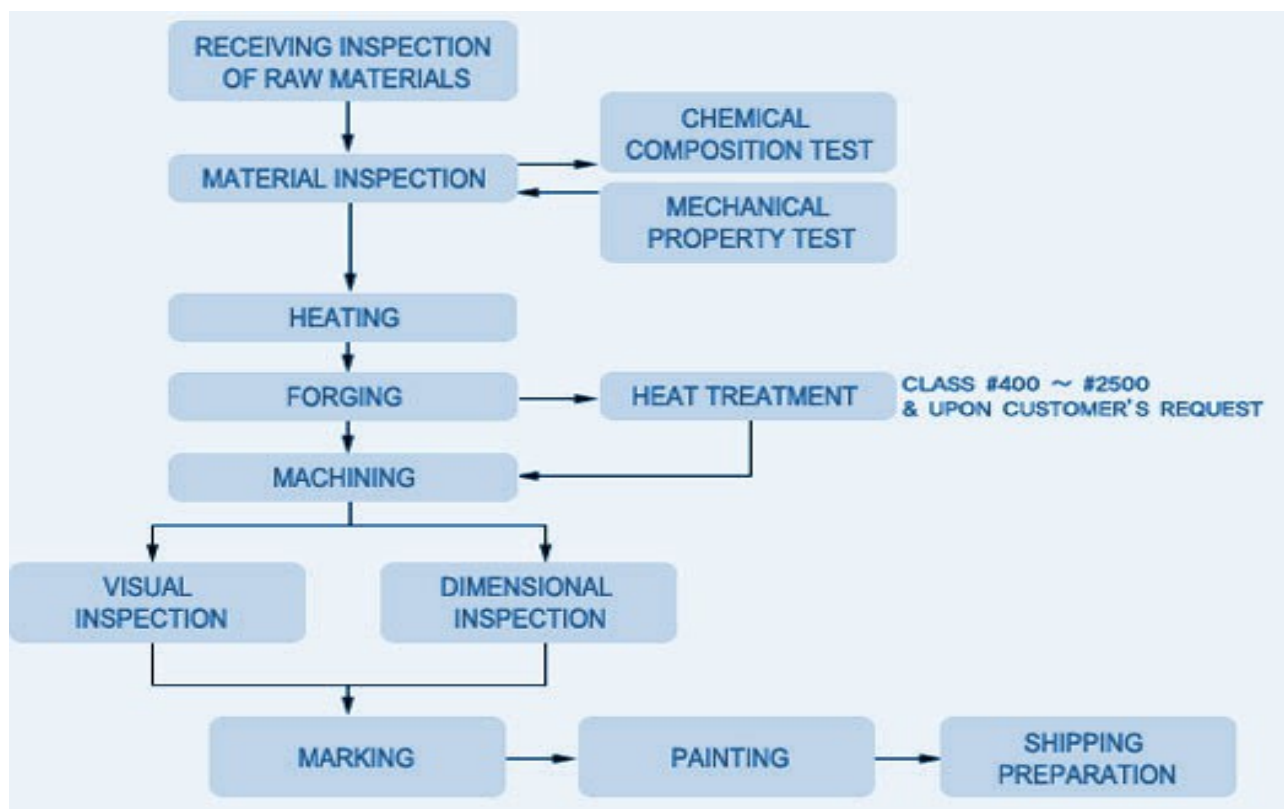 RECEIVING INSPECTION
OF RAW MATERIALS
CHEMICAL
COMPOSITION TEST
MATERIAL INSPECTION
MECHANICAL
PROPERTY TEST
HEATING
FORGING
HEAT TREATMENT
CLASS #400 ~ #2500
& UPON CUSTOMER'S REQUEST
MACHINING
VISUAL
INSPECTION
DIMENSIONAL
INSPECTION
MARKING
PAINTING
SHIPPING
PREPARATION